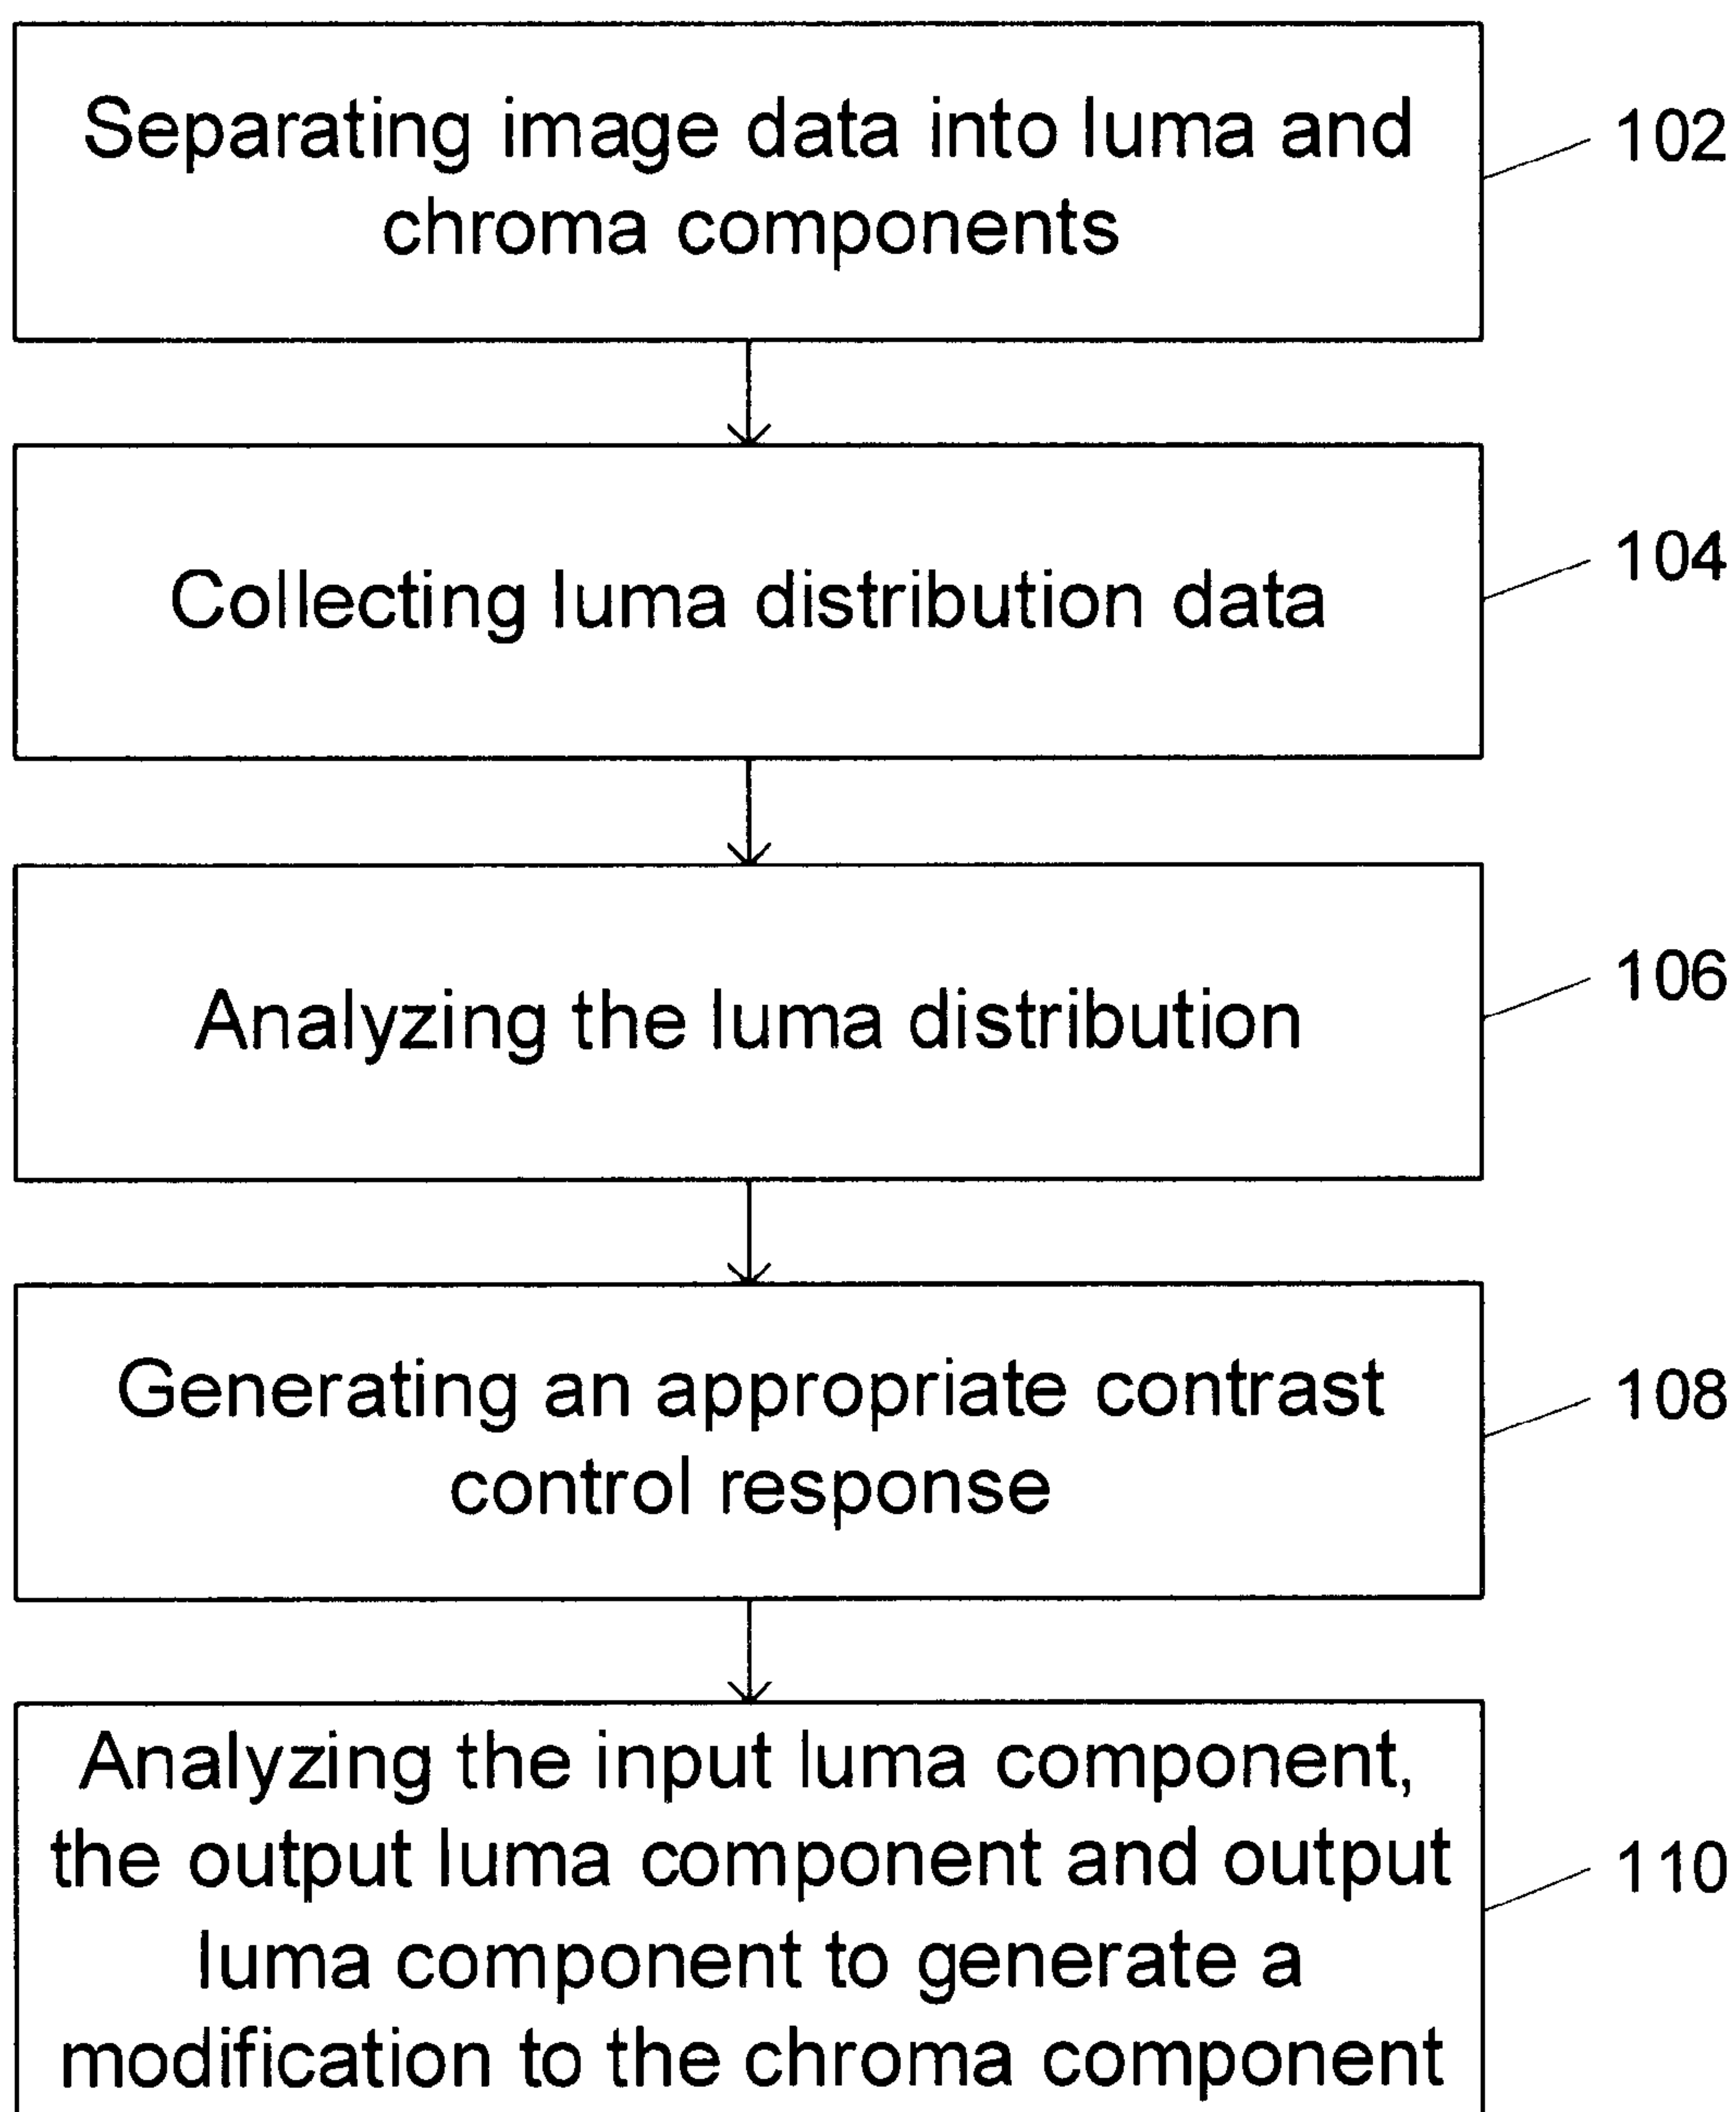 Separating image data into luma and
chroma components
102
Collecting luma distribution data
104
Analyzing the luma distribution
106
Generating an appropriate contrast
control response
108
Analyzing the input luma component,
the output luma component and output
luma component to generate a
modification to the chroma component
110